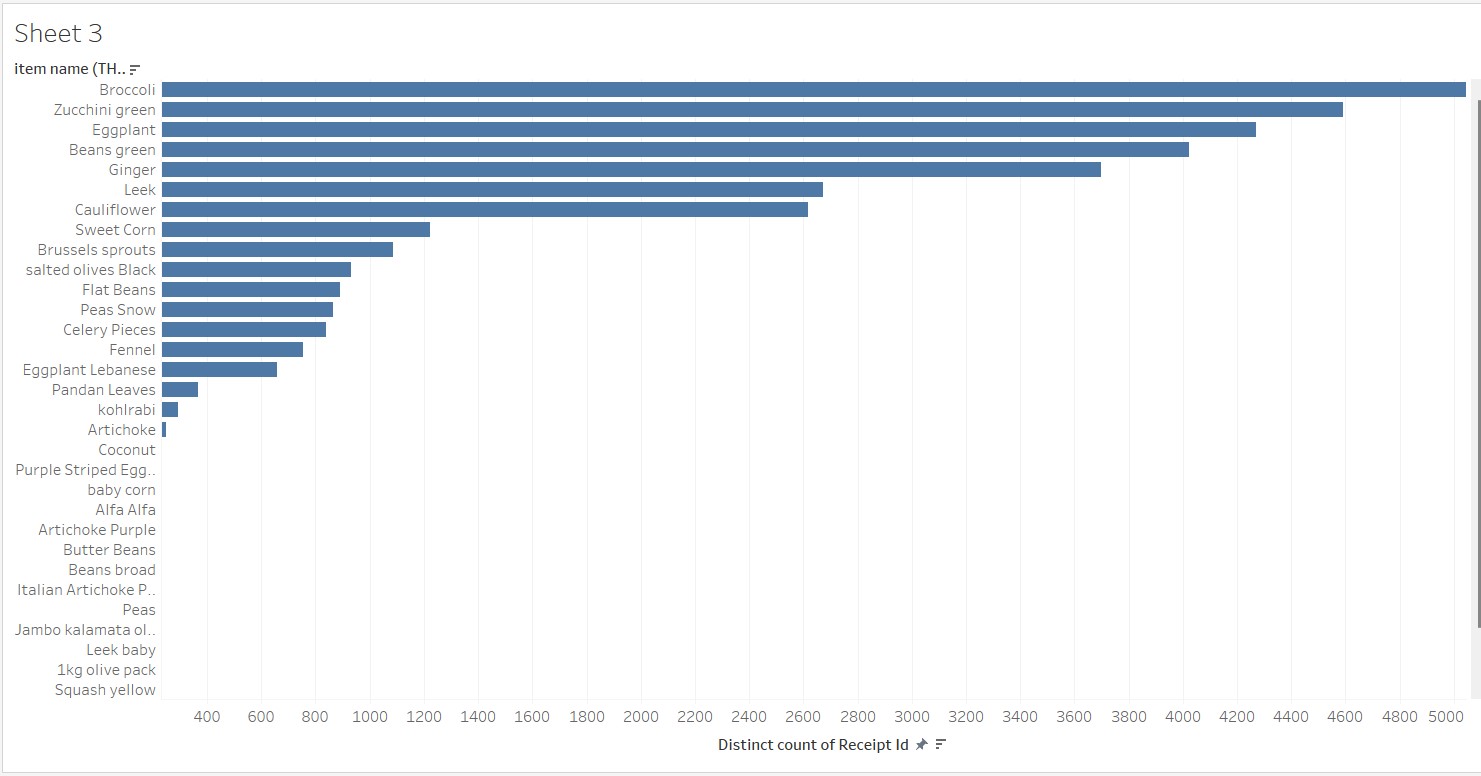 Sheet 3
item name (TH..
Broccoli
Zucchini green
Eggplant
Beans green
Ginger
Leek
Cauliflower
Sweet Corn
Brussels sprouts
salted olives Black
Flat Beans
Peas Snow
Celery Pieces
Fennel
Eggplant Lebanese
Pandan Leaves
kohlrabi
Artichoke
Coconut
Purple Striped Egg..
baby corn
Alfa Alfa
Artichoke Purple
Butter Beans
Beans broad
Italian Artichoke P..
Peas
Jambo kalamata ol..
Leek baby
1kg olive pack
Squash yellow
400 600 800 1000 1200 1400 1600 1800 2000 2200 2400 2600 2800 3000 3200 3400 3600 3800 4000 4200 4400 4600 4800 5000
Distinct count of Receipt Id